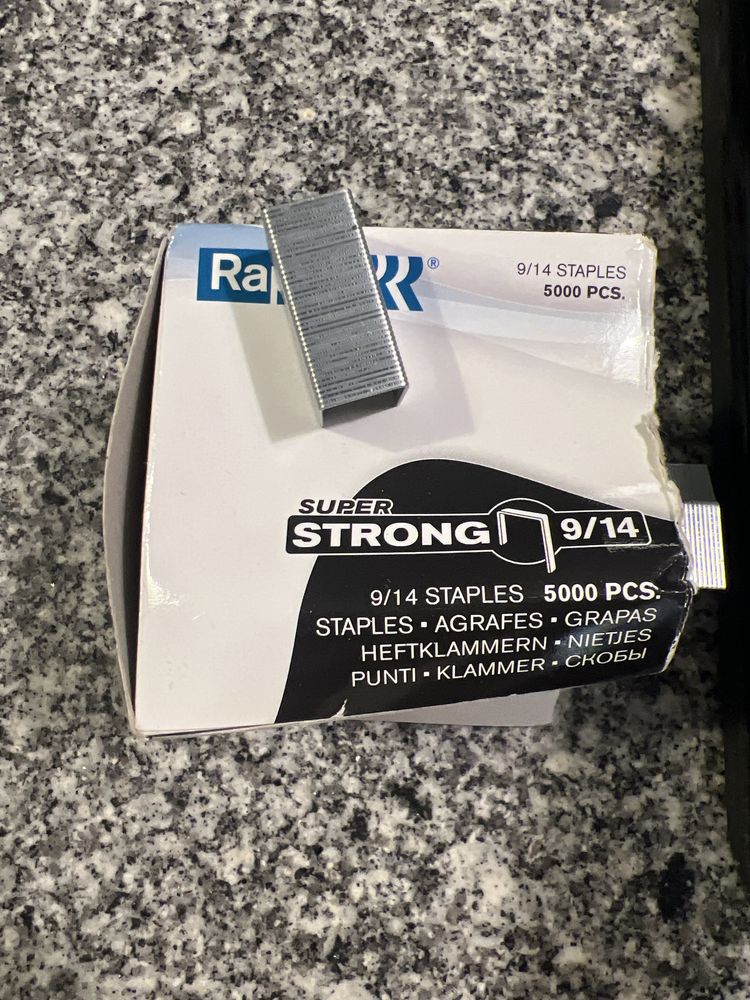 Ra
®
9/14 STAPLES
5000 PCS.
SUPER
STRONG 9/14
9/14 STAPLES 5000 PCS.
STAPLES ▪ AGRAFES ▪ GRAPAS
HEFTKLAMMERN ▪ NIETJES
PUNTI ▪ KLAMMER ▪ СКОБЫ